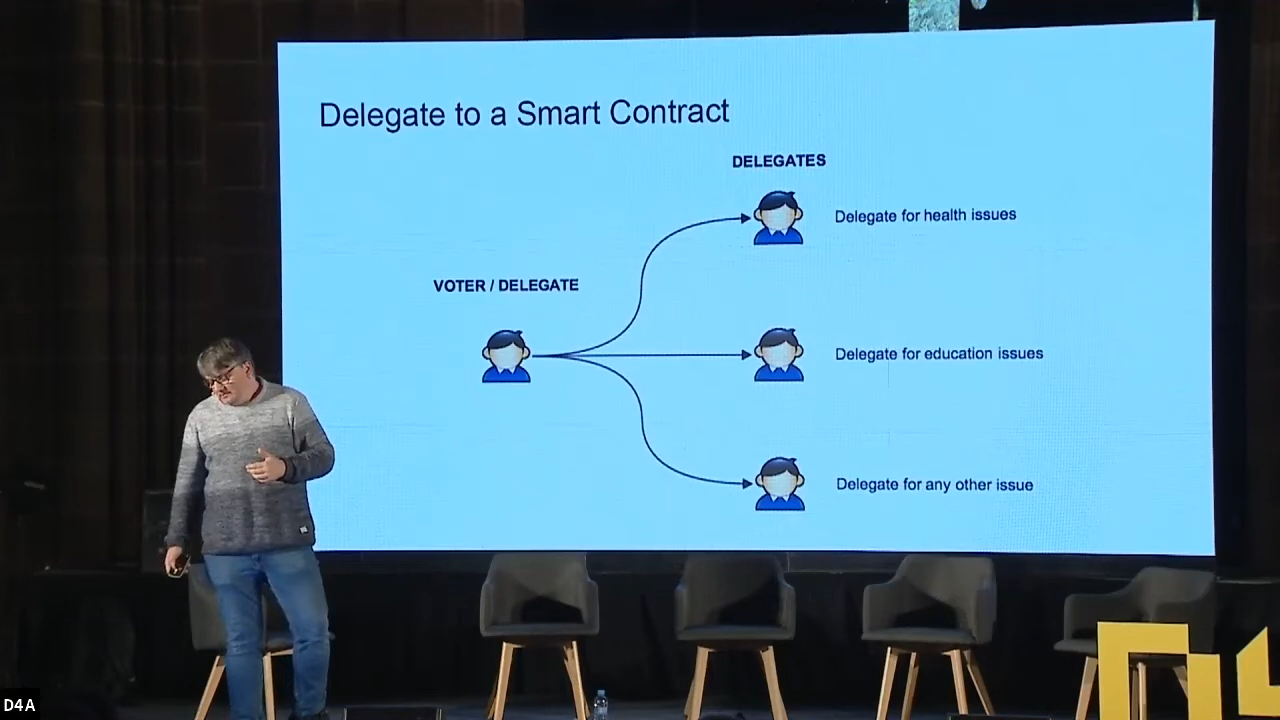 Delegate to a Smart Contract
DELEGATES
Delegate for health issues
VOTER / DELEGATE
Delegate for education issues
Delegate for any other issue
D4A